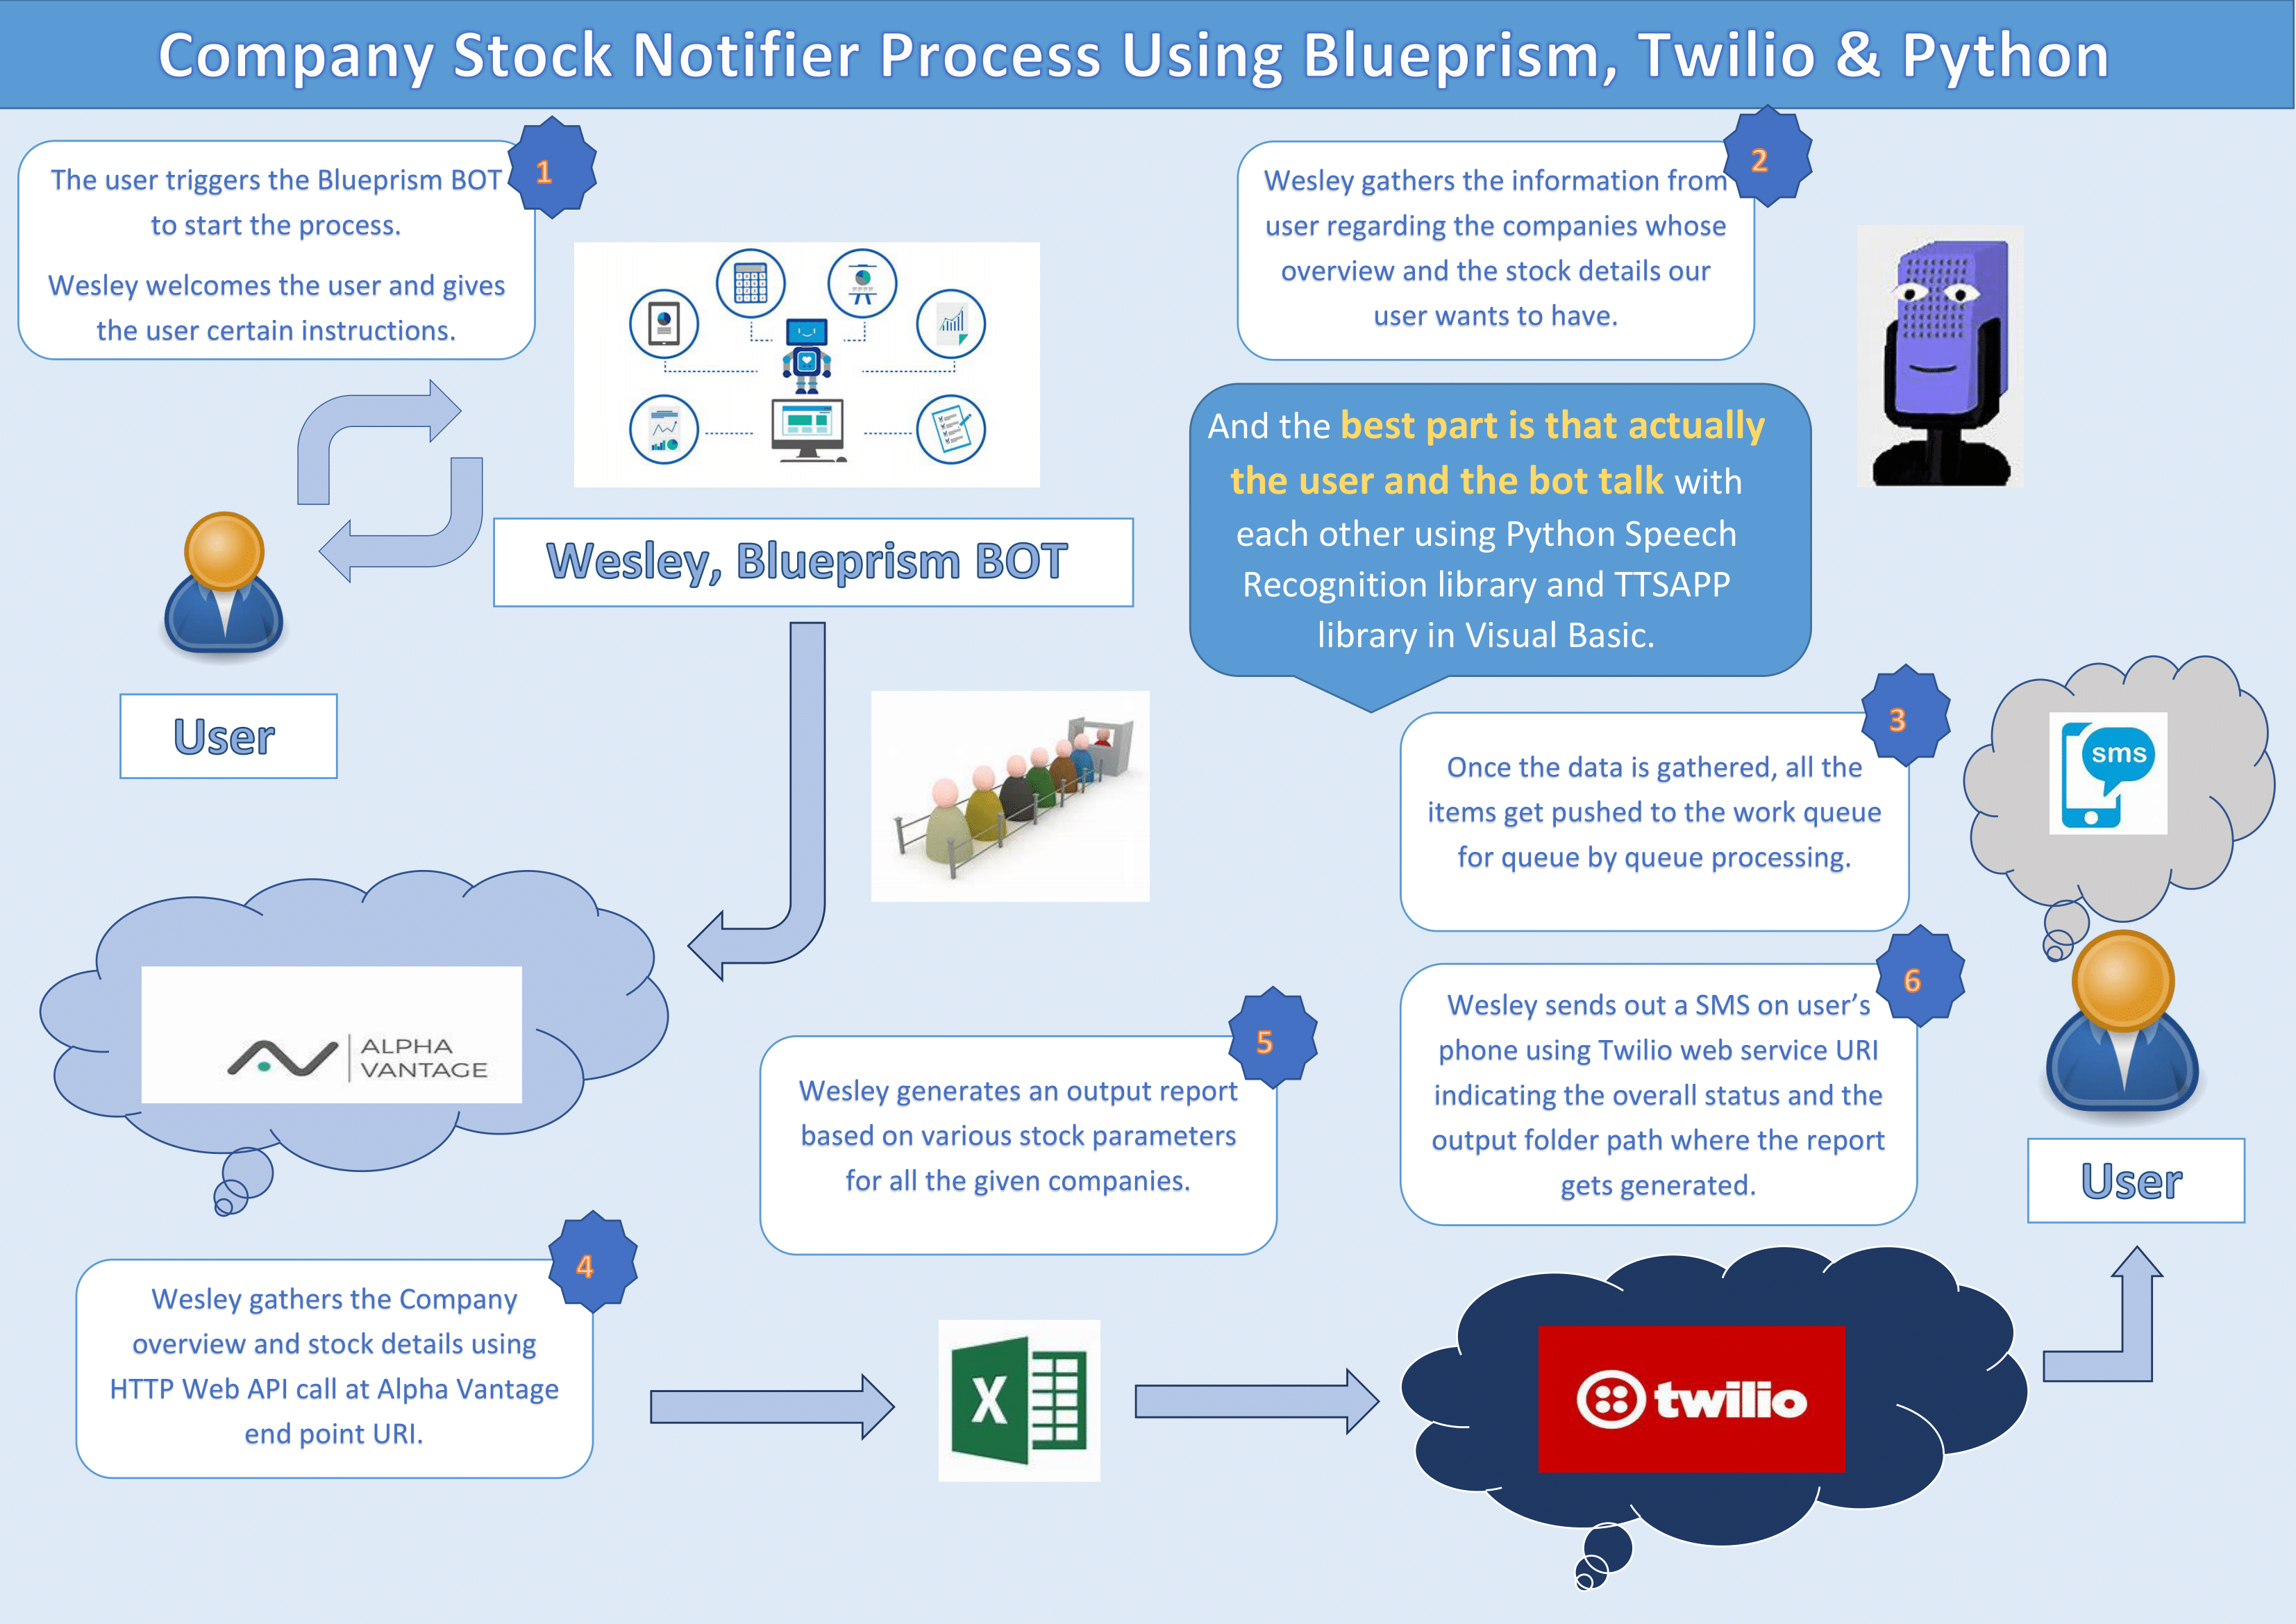 Company Stock Notifier Process Using Blueprism, Twilio & Python
1
The user triggers the Blueprism BOT
to start the process.
Wesley welcomes the user and gives
the user certain instructions.
2
Wesley gathers the information from
user regarding the companies whose
overview and the stock details our
user wants to have.
And the best part is that actually
the user and the bot talk with
each other using Python Speech
Recognition library and TTSAPP
library in Visual Basic.
Wesley, Blueprism BOT
User
3
Once the data is gathered, all the
items get pushed to the work queue
for queue by queue processing.
sms
ALPHA
VANTAGE
4
Wesley gathers the Company
overview and stock details using
HTTP Web API call at Alpha Vantage
end point URI.
5
Wesley generates an output report
based on various stock parameters
for all the given companies.
6
Wesley sends out a SMS on user’s
phone using Twilio web service URI
indicating the overall status and the
output folder path where the report
gets generated.
User
X
twilio